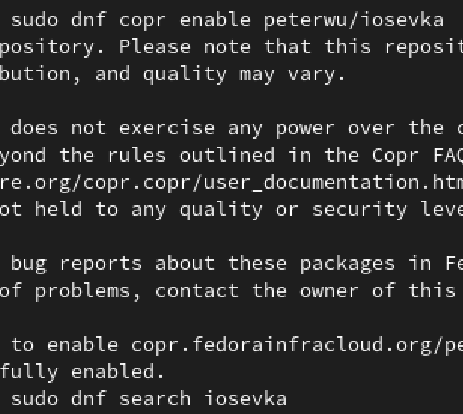 sudo dnf copr enable peterwu/iosevka
pository. Please note that this reposit
bution, and quality may vary.
does not exercise any power over the
yond the rules outlined in the Copr FAQ
re.org/copr.copr/user_documentation.htm
ot held to any quality or security leve
bug reports about these packages in Fe
of problems, contact the owner of this
to enable copr.fedorainfracloud.org/pe
fully enabled.
sudo dnf search iosevka